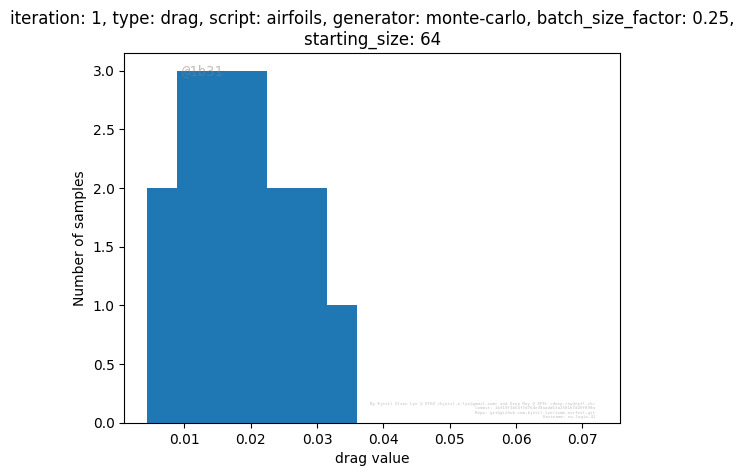 iteration: 1, type: drag, script: airfoils, generator: monte-carlo, batch_size_factor: 0.25,
starting_size: 64
@1b31
3.0
2.5
2.0
1.5
1.0
0.5
0.0
Number of samples
0.01 0.02 0.03 0.04 0.05 0.06 0.07
drag value